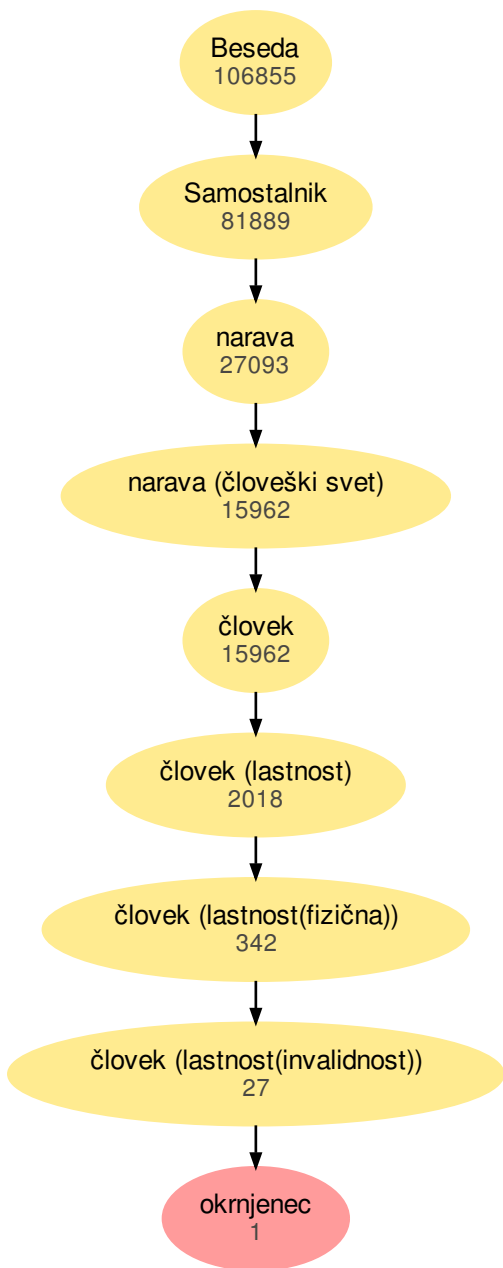 Beseda
106855
Samostalnik
81889
narava
27093
narava (človeški svet)
15962
človek
15962
človek (lastnost)
2018
človek (lastnost(fizična))
342
človek (lastnost(invalidnost))
27
okrnjenec
1